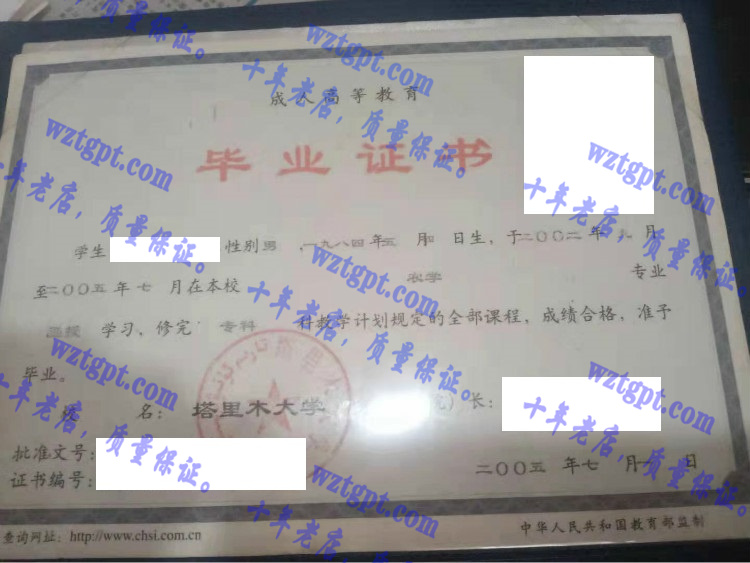 成人高等教育
毕业证书
学生 性别男 ,一九八四年五月 日生，于二〇〇二年九月
至二〇〇五年七月在本校 农学 专业
学习，修完 专科 科教学计划规定的全部课程，成绩合格，准予
毕业。
校 名： 塔里木大学 长：
批准文号：
证书编号： 二〇〇五年七月 日
查询网址：http://www.chsi.com.cn 中华人民共和国教育部监制
wztgpt.com
十年老店，质量保证。